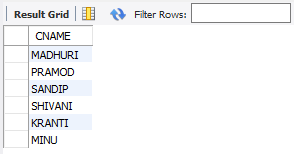 Result Grid Filter Rows:
CNAME
MADHURI
PRAMOD
SANDIP
SHIVANI
KRANTI
MINU